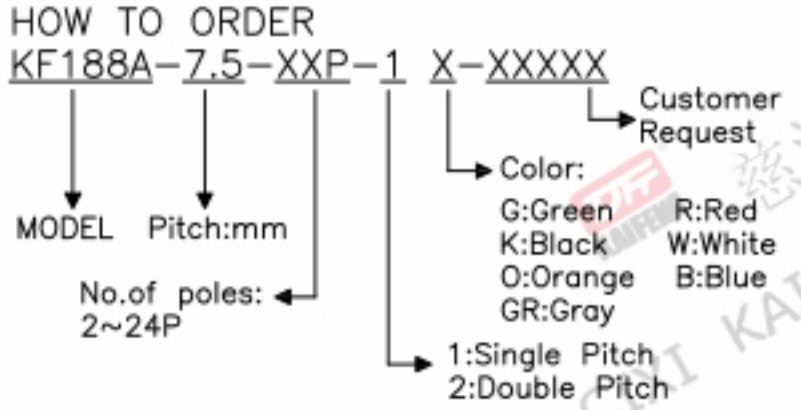 HOW TO ORDER
KF188A-7.5-XXP-1 X-XXXXX
Customer
Request
Color:
MODEL Pitch:mm
G:Green R:Red
K:Black W:White
O:Orange B:Blue
GR:Gray
No.of poles:
2~24P
1:Single Pitch
2:Double Pitch
KAIFENG